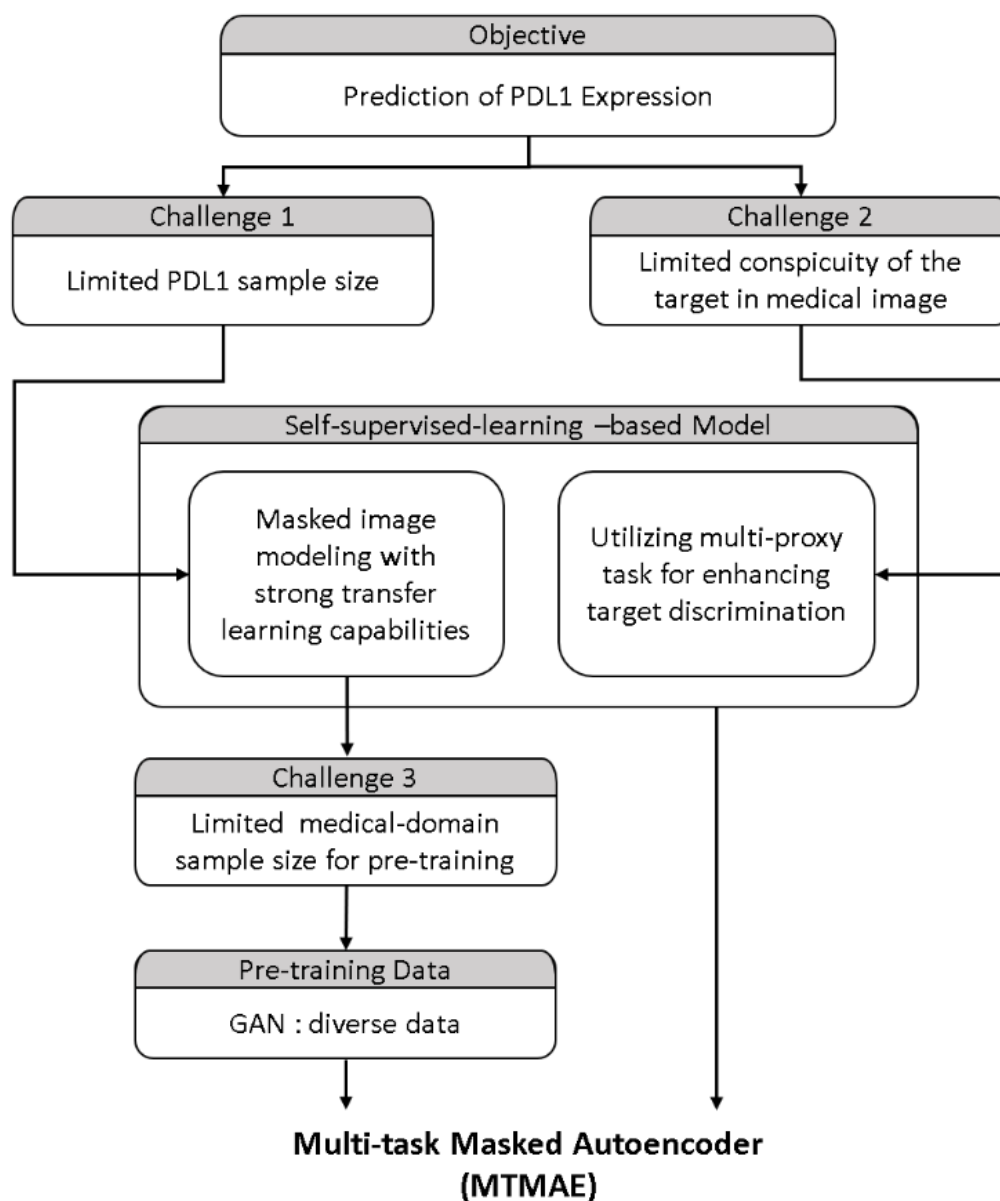 Objective
Prediction of PDL1 Expression
Challenge 1
Limited PDL1 sample size
Challenge 2
Limited conspicuity of the
target in medical image
Self-supervised-learning –based Model
Masked image
modeling with
strong transfer
learning capabilities
Utilizing multi-proxy
task for enhancing
target discrimination
Challenge 3
Limited medical-domain
sample size for pre-training
Pre-training Data
GAN : diverse data
Multi-task Masked Autoencoder
(MTMAE)